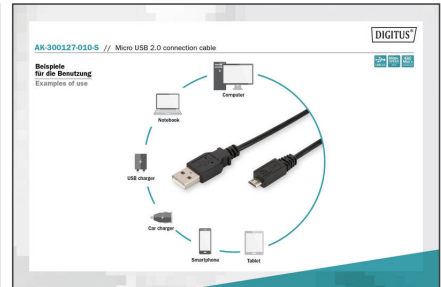 DIGITUS®
AK-300127-010-S // Micro USB 2.0 connection cable
Beispiele
für die Benutzung
Examples of use
Computer
Notebook
USB charger
Car charger
Smartphone
Tablet